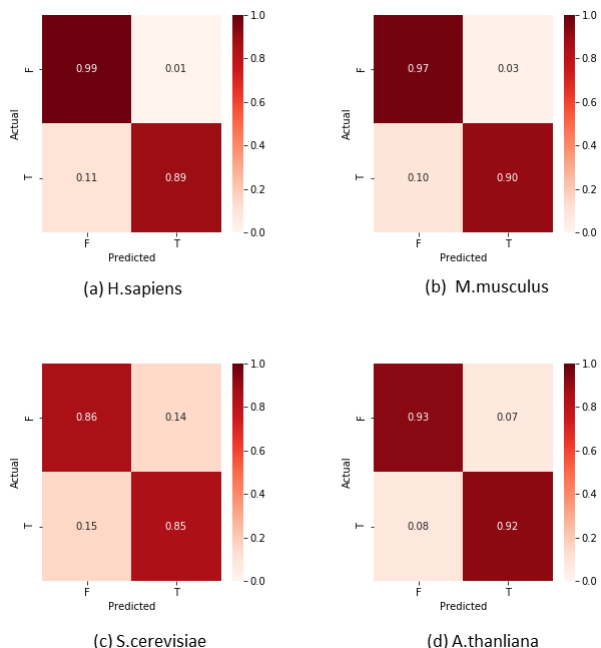 1.0
F
0.99
0.01
0.8
Actual
0.6
0.4
T
0.11
0.89
0.2
0.0
F
T
Predicted
(a) H.sapiens
1.0
F
0.97
0.03
0.8
Actual
0.6
0.4
T
0.10
0.90
0.2
0.0
F
T
Predicted
(b) M.musculus
1.0
F
0.86
0.14
0.8
Actual
0.6
0.4
T
0.15
0.85
0.2
0.0
F
T
Predicted
(c) S.cerevisiae
1.0
F
0.93
0.07
0.8
Actual
0.6
0.4
T
0.08
0.92
0.2
0.0
F
T
Predicted
(d) A.thanliana